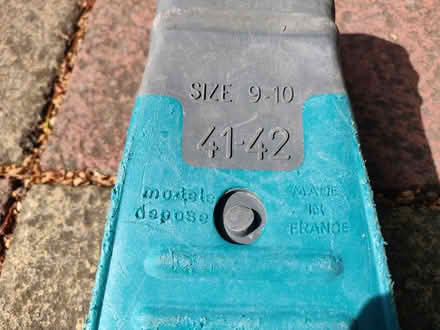 SIZE 9-10
41-42
modele
depose
MADE
IN
FRANCE